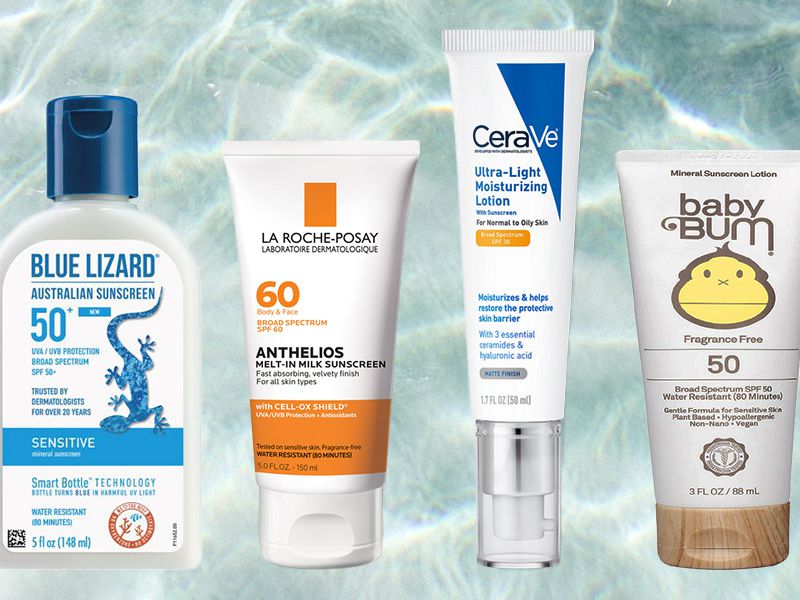 BLUE LIZARD®
AUSTRALIAN SUNSCREEN
50+
NEW
UVA / UVB PROTECTION
BROAD SPECTRUM
SPF 50+
TRUSTED BY
DERMATOLOGISTS
FOR OVER 20 YEARS
SENSITIVE
mineral sunscreen
Smart Bottle™ TECHNOLOGY
BOTTLE TURNS BLUE IN HARMFUL UV LIGHT
WATER RESISTANT
(80 MINUTES)
5 fl oz (148 ml)
LA ROCHE-POSAY
LABORATOIRE DERMATOLOGIQUE
60
Body & Face
BROAD SPECTRUM
SPF 60
ANTHELIOS
MELT-IN MILK SUNSCREEN
Fast absorbing, velvety finish
For all skin types
with CELL-OX SHIELD®
UVA/UVB Protection + Antioxidants
Tested on sensitive skin. Fragrance-free
WATER RESISTANT (80 MINUTES)
5.0 FL.OZ. - 150 ml
CeraVe®
DEVELOPED WITH DERMATOLOGISTS
Ultra-Light
Moisturizing
Lotion
With Sunscreen
For Normal to Oily Skin
Broad Spectrum
SPF 30
Moisturizes & helps
restore the protective
skin barrier
With 3 essential
ceramides &
hyaluronic acid
MATTE FINISH
1.7 FL OZ (50 ml)
Mineral Sunscreen Lotion
baby
BUM
Fragrance Free
50
Broad Spectrum SPF 50
Water Resistant (80 Minutes)
Gentle Formula for Sensitive Skin
Plant Based • Hypoallergenic
Non-Nano • Vegan
3 FL OZ / 88 mL